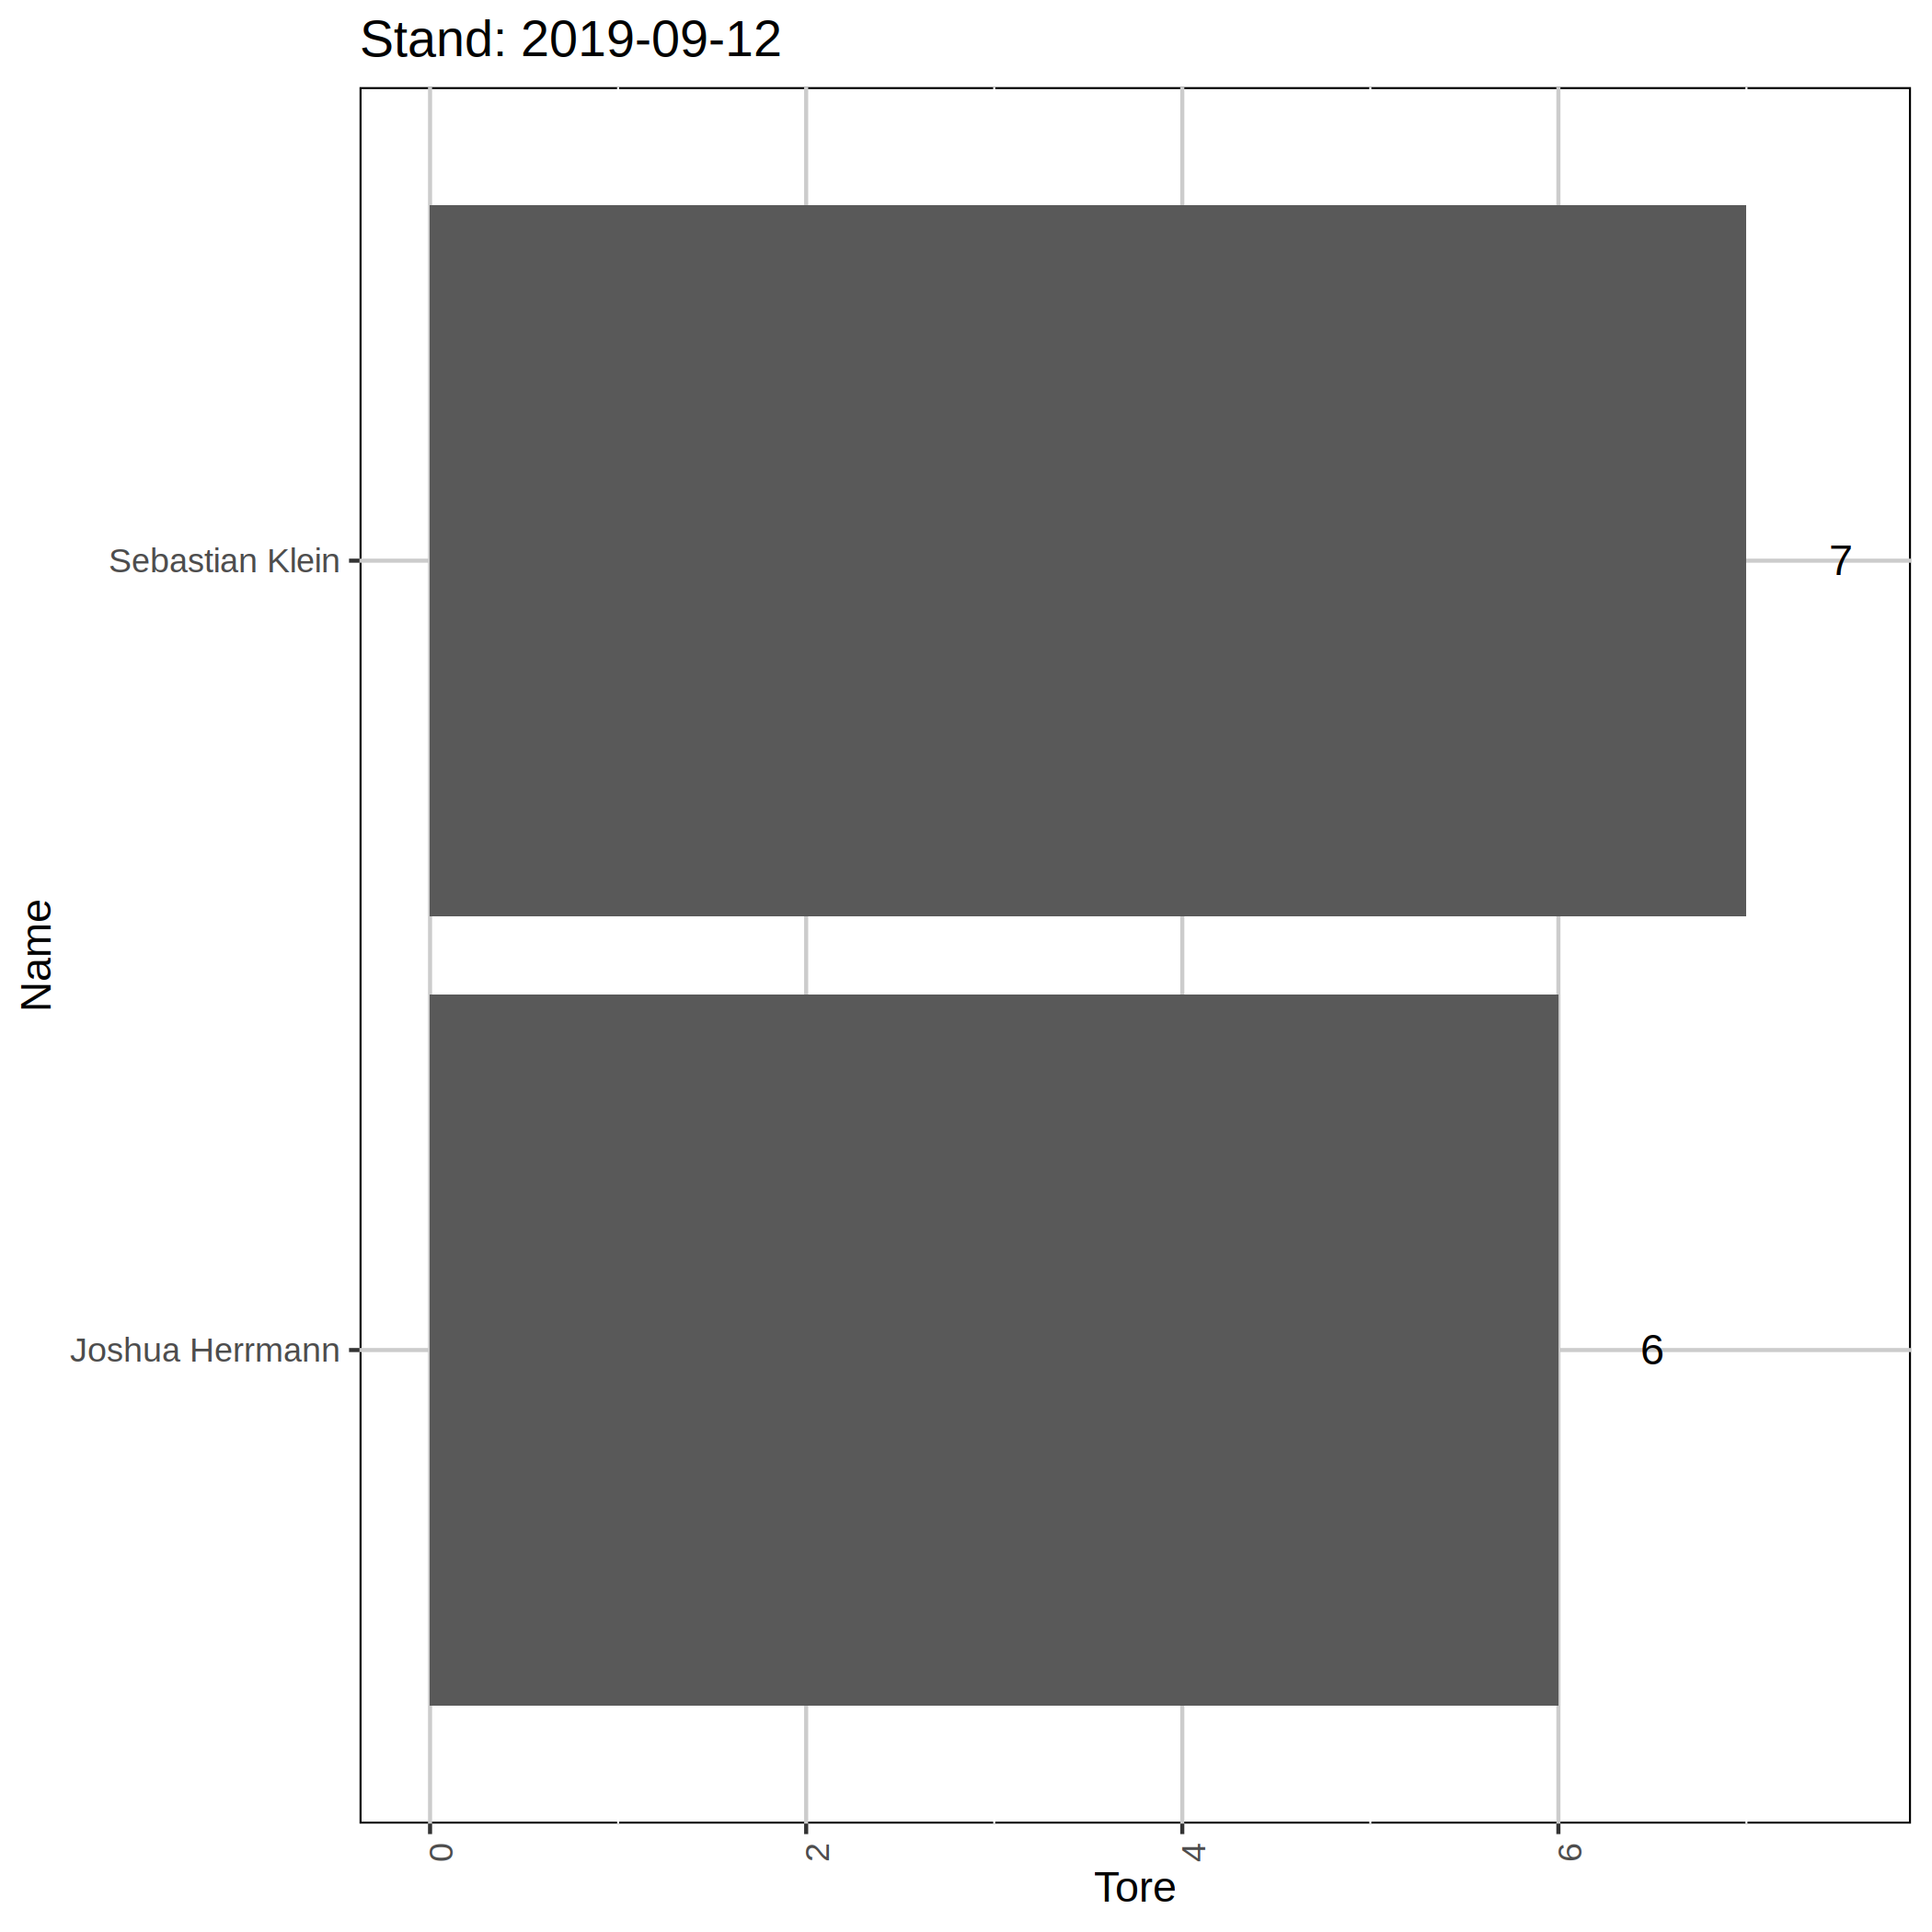 Stand: 2019-09-12
Name
Sebastian Klein
7
Joshua Herrmann
6
0 2 4 6
Tore